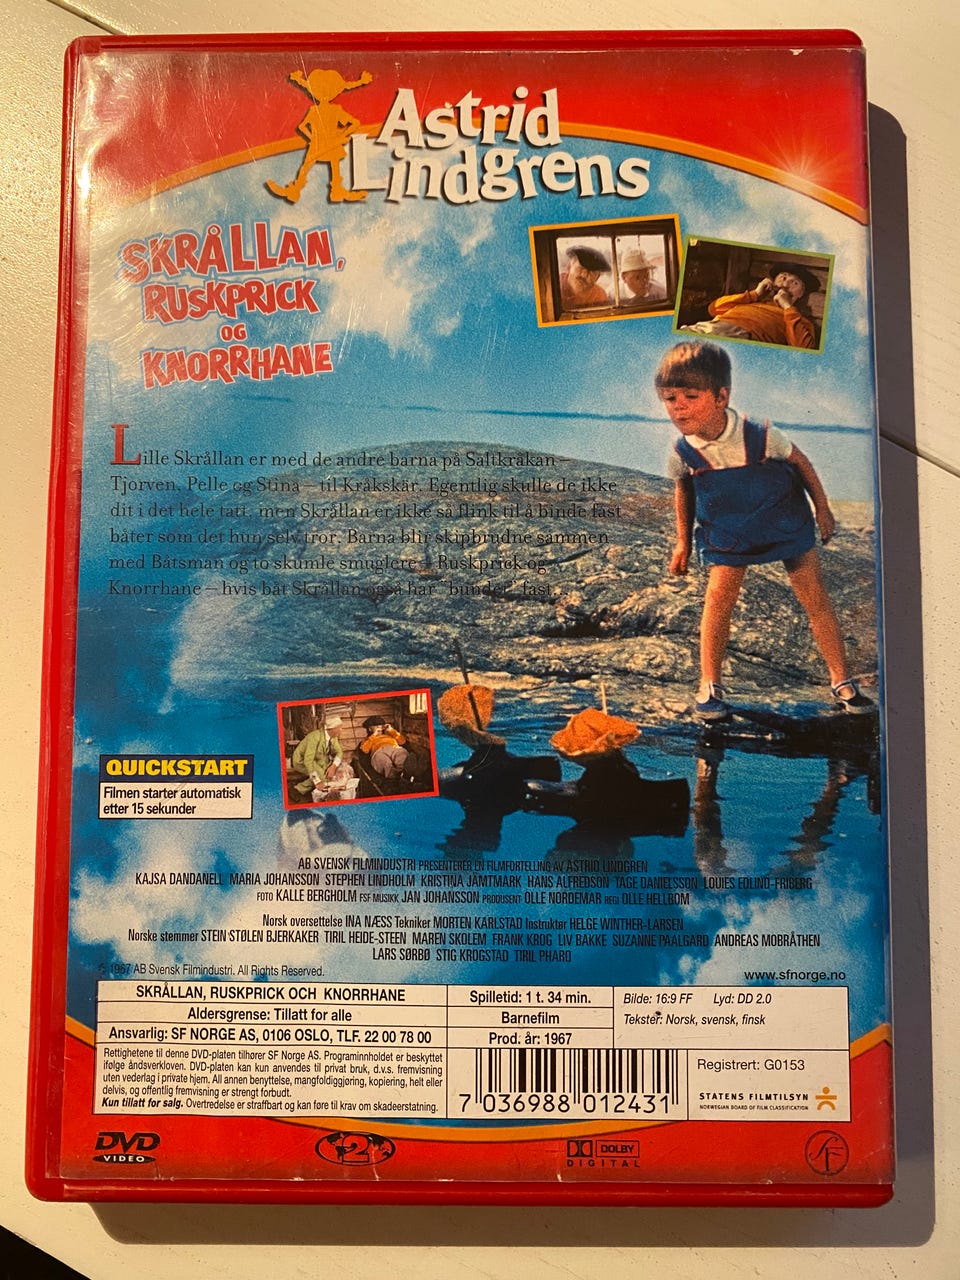 Astrid
Lindgrens
SKRÅLLAN,
RUSKPRICK
OG
KNORRHANE
Lille Skrållan er med de andre barna på Saltkråkan –
Tjorven, Pelle og Stina – til Kråkskär. Egentlig skulle de ikke
dit i det hele tatt, men Skrållan er ikke så flink til å binde fast
båter som det hun selv tror. Barna blir skipbrudne sammen
med Båtsman og to skumle smuglere – Ruskprick og
Knorrhane – hvis båt Skrållan også har "bundet" fast...
QUICKSTART
Filmen starter automatisk
etter 15 sekunder
AB SVENSK FILMINDUSTRI PRESENTERER EN FILMFORTELLING AV ASTRID LINDGREN
KAJSA DANDANELL MARIA JOHANSSON STEPHEN LINDHOLM KRISTINA JÄMTMARK HANS ALFREDSON TAGE DANIELSSON LOUIES EDLIND-FRIBERG
FOTO KALLE BERGHOLM FSF MUSIKK JAN JOHANSSON PRODUSENT OLLE NORDEMAR REGI OLLE HELLBOM
Norsk oversettelse INA NÆSS Tekniker MORTEN KARLSTAD Instruktør HELGE WINTHER-LARSEN
Norske stemmer STEIN STØLEN BJERKAKER TIRIL HEIDE-STEEN MAREN SKOLEM FRANK KROG LIV BAKKE SUZANNE PAALGARD ANDREAS MOBRÅTHEN
LARS SØRBØ STIG KROGSTAD TIRIL PHARO
© 1967 AB Svensk Filmindustri. All Rights Reserved.
www.sfnorge.no
SKRÅLLAN, RUSKPRICK OCH KNORRHANE
Aldersgrense: Tillatt for alle
Ansvarlig: SF NORGE AS, 0106 OSLO, TLF. 22 00 78 00
Spilletid: 1 t. 34 min.
Barnefilm
Prod. år: 1967
Bilde: 16:9 FF Lyd: DD 2.0
Tekster: Norsk, svensk, finsk
Rettighetene til denne DVD-platen tilhører SF Norge AS. Programinnholdet er beskyttet
ifølge åndsverkloven. DVD-platen kan kun anvendes til privat bruk, d.v.s. fremvisning
uten vederlag i private hjem. All annen benyttelse, mangfoldiggjøring, kopiering, helt eller
delvis, og offentlig fremvisning er strengt forbudt.
Kun tillatt for salg. Overtredelse er straffbart og kan føre til krav om skadeerstatning.
7 036988 012431
Registrert: G0153
STATENS FILMTILSYN
NORWEGIAN BOARD OF FILM CLASSIFICATION
DVD
VIDEO
2
DOLBY
DIGITAL
SF